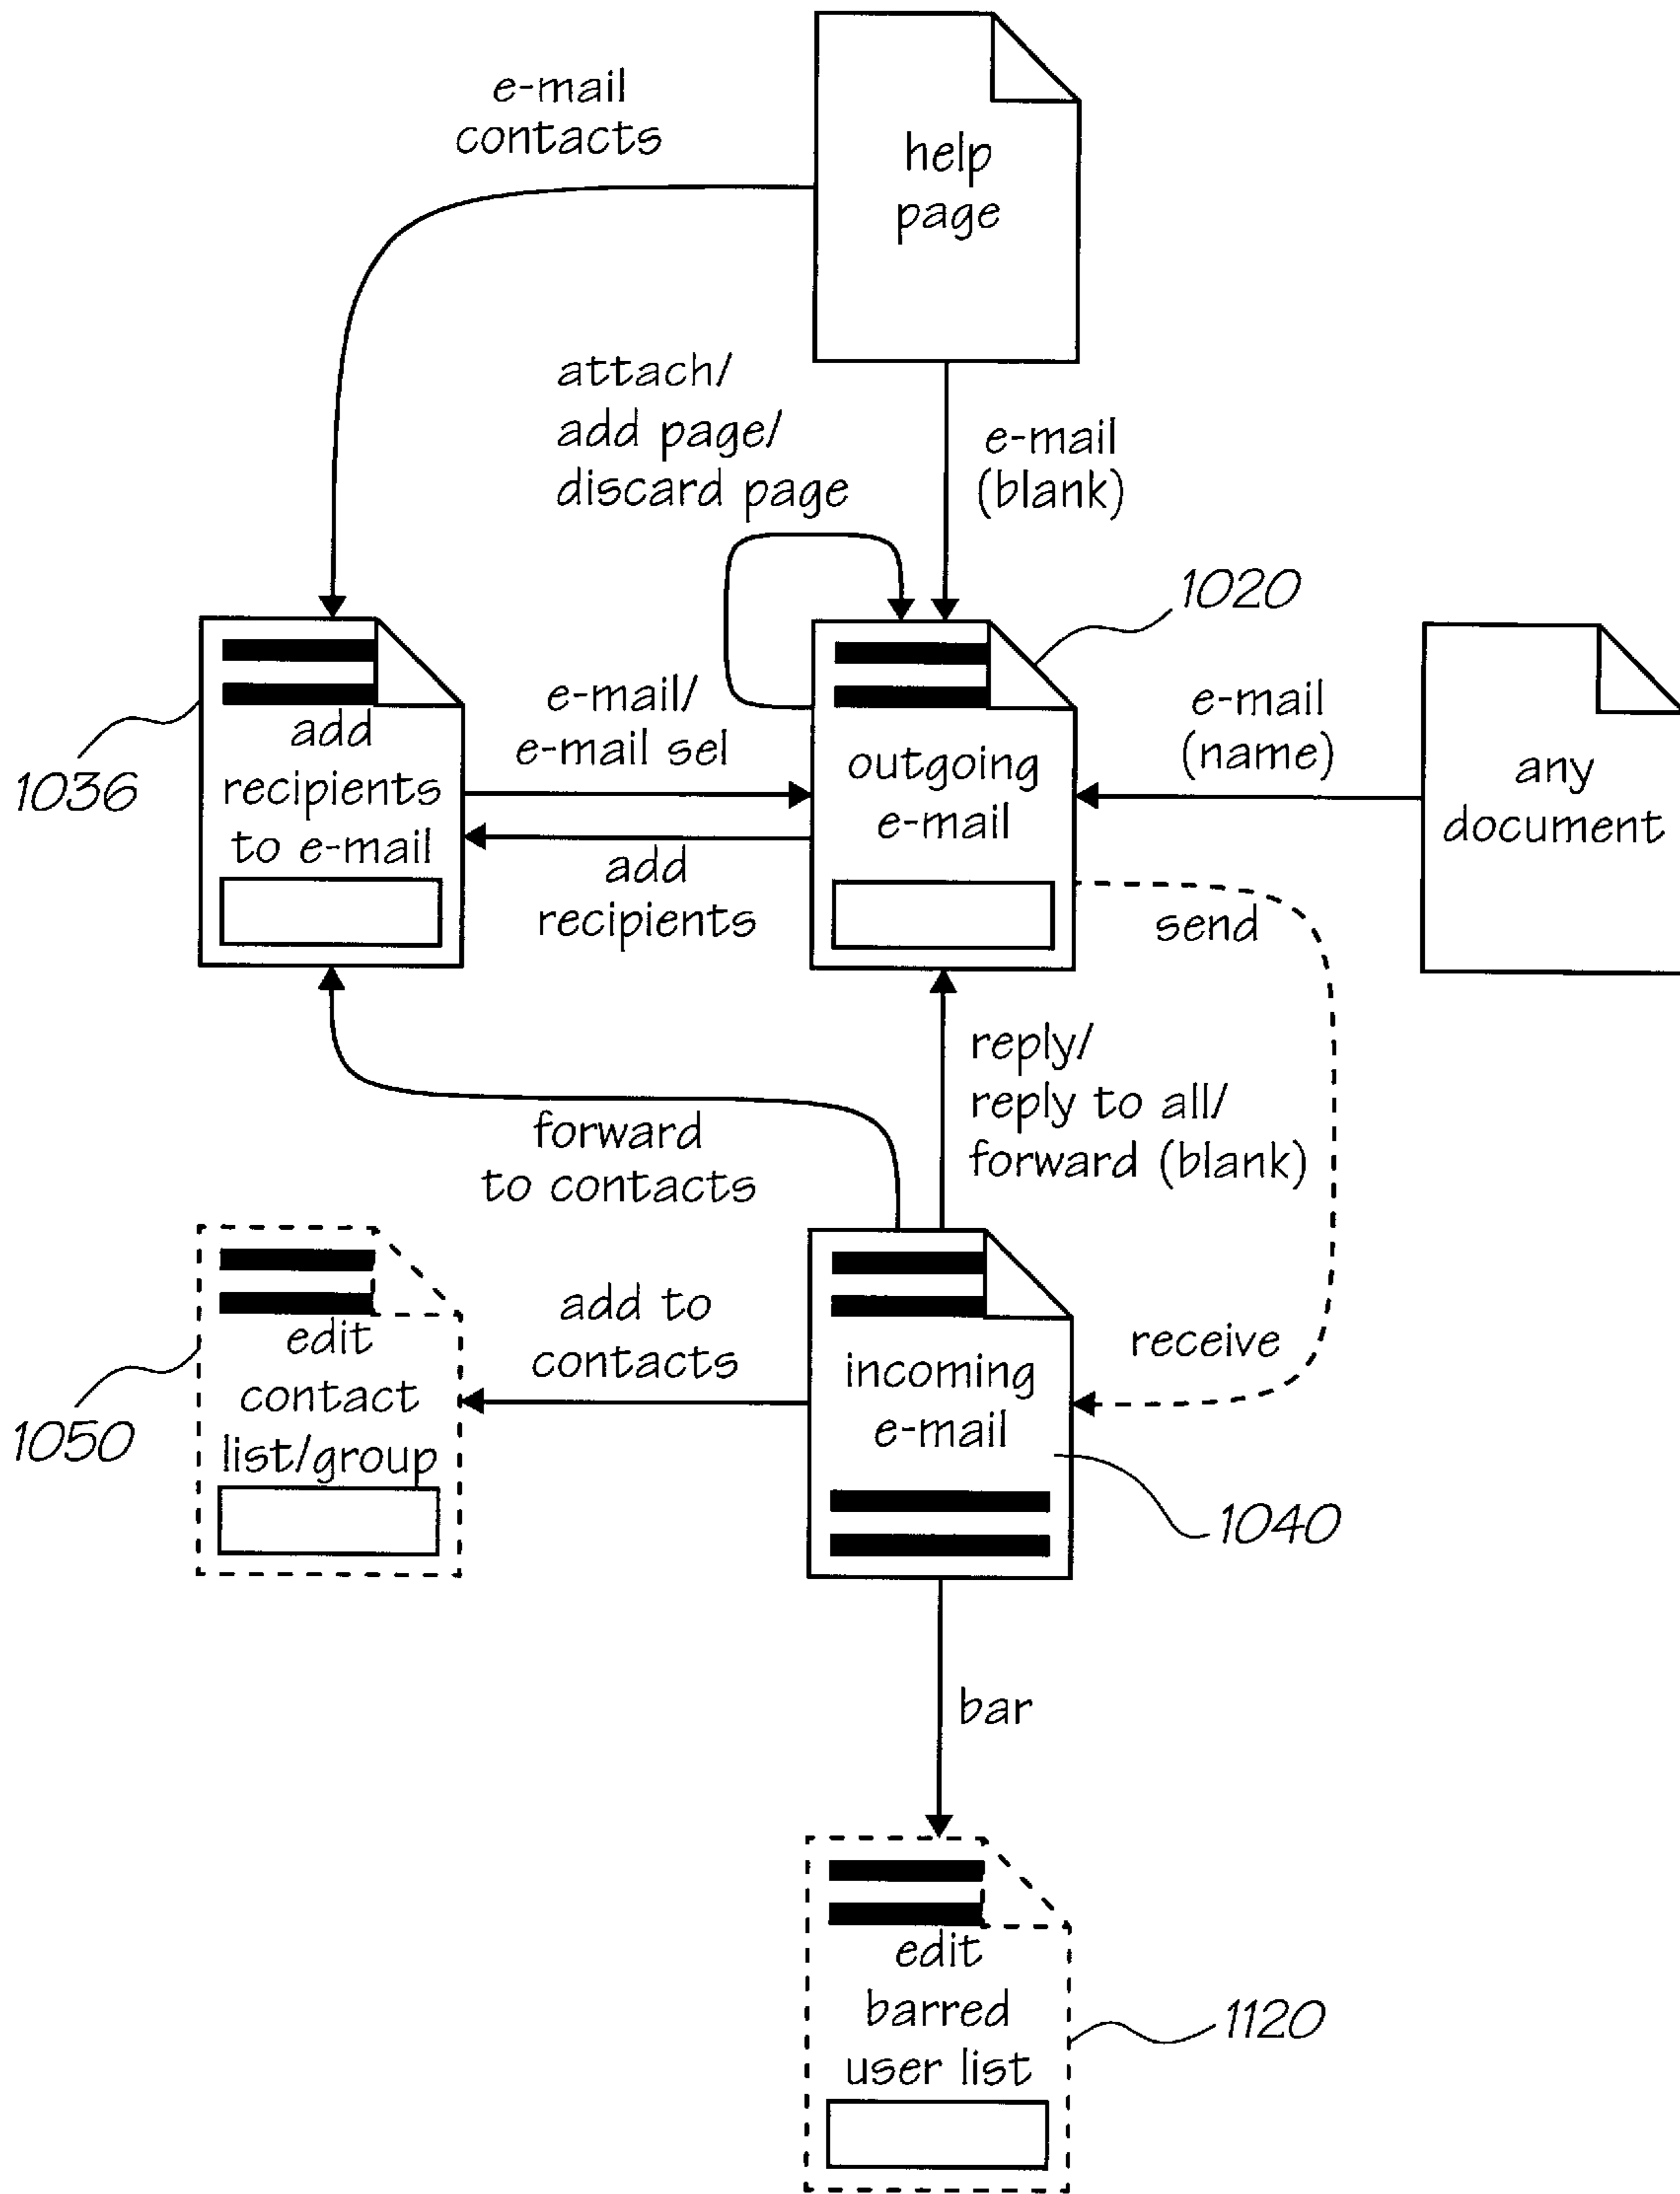 e-mail
contacts
help
page
attach/
add page/
discard page
e-mail
(blank)
1020
1036
add
recipients
to e-mail
e-mail/
e-mail sel
outgoing
e-mail
e-mail
(name)
any
document
add
recipients
send
reply/
reply to all/
forward (blank)
forward
to contacts
1050
edit
contact
list/group
add to
contacts
incoming
e-mail
receive
1040
bar
edit
barred
user list
1120